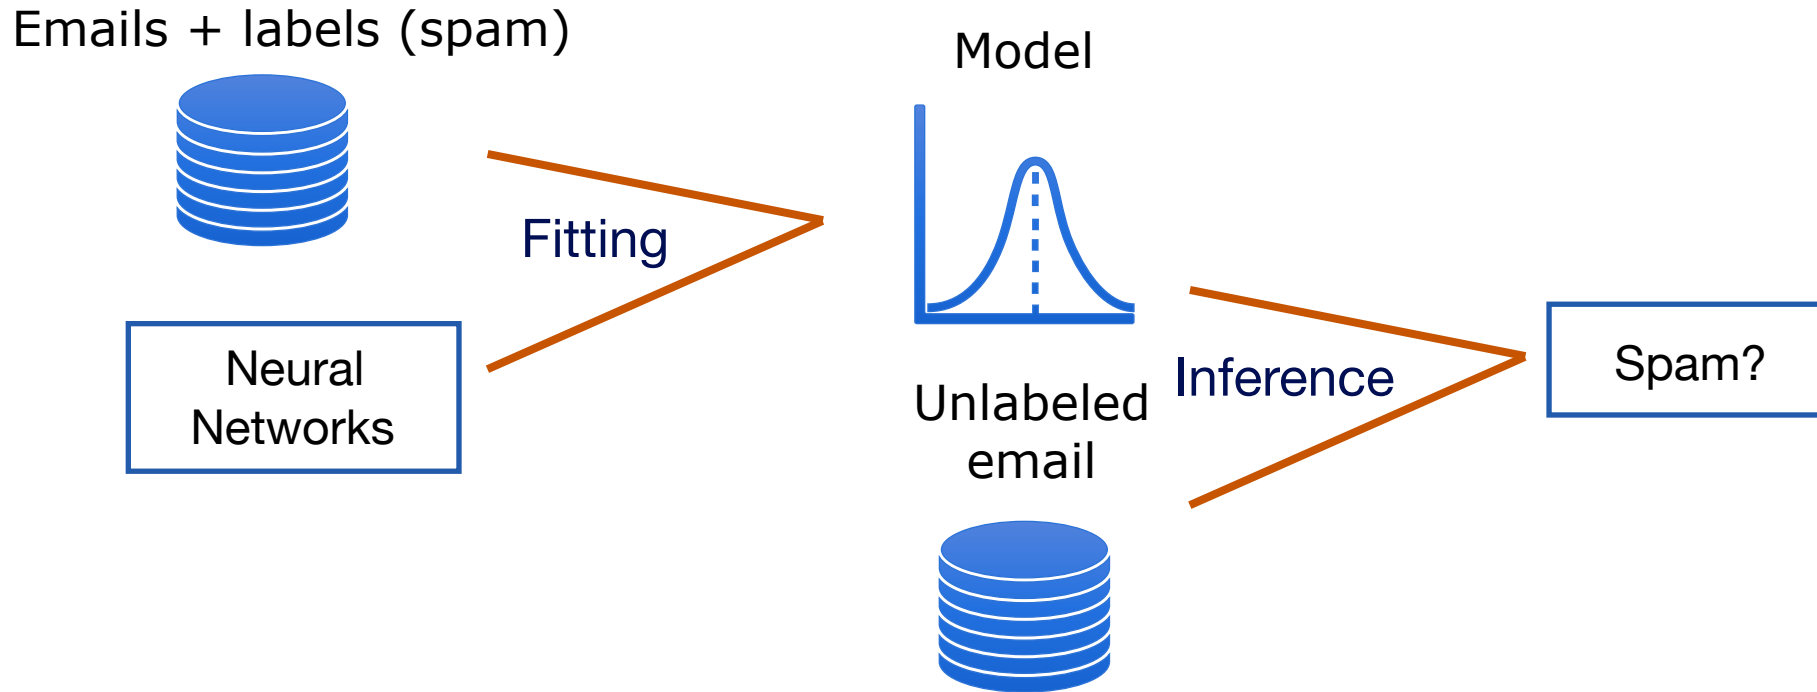 Emails + labels (spam)
Model
Fitting
Neural
Networks
Unlabeled
email
Inference
Spam?